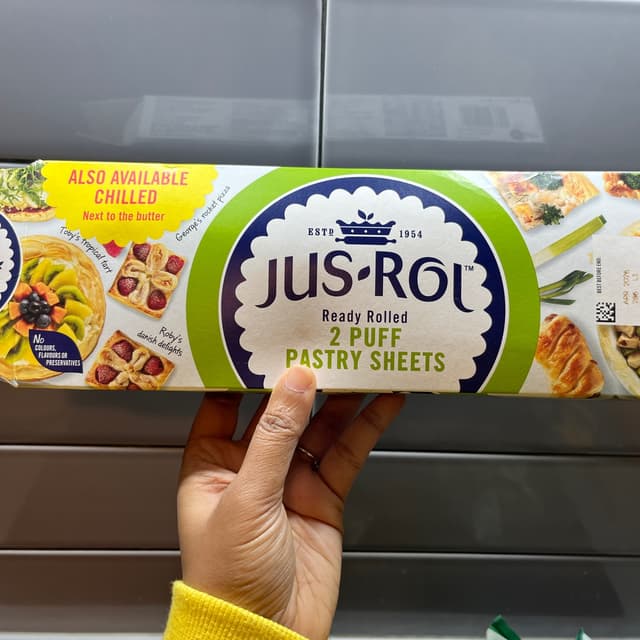 ALSO AVAILABLE
CHILLED
Next to the butter
George's rocket pizza
Toby's tropical tart
Roby's
danish delights
No
COLOURS,
FLAVOURS OR
PRESERVATIVES
ESTD 1954
JUS-ROL™
Ready Rolled
2 PUFF
PASTRY SHEETS
BEST BEFORE END: